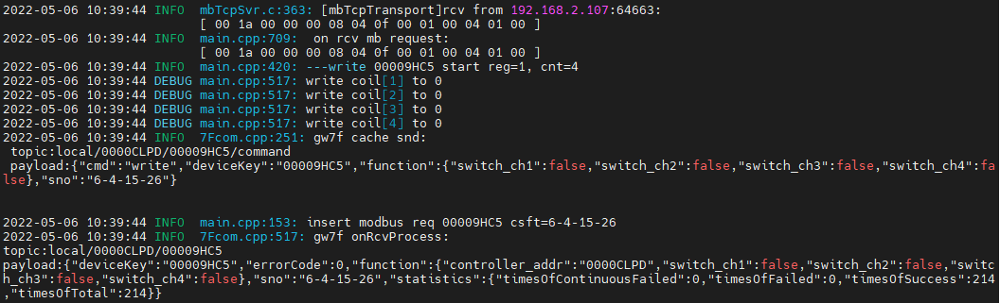 2022-05-06 10:39:44 INFO  mbTcpSvr.c:363: [mbTcpTransport]rcv from 192.168.2.107:64663:
[ 00 1a 00 00 00 08 04 0f 00 01 00 04 01 00 ]
2022-05-06 10:39:44 INFO  main.cpp:709:  on rcv mb request:
[ 00 1a 00 00 00 08 04 0f 00 01 00 04 01 00 ]
2022-05-06 10:39:44 INFO  main.cpp:420: ---write 00009HC5 start reg=1, cnt=4
2022-05-06 10:39:44 DEBUG main.cpp:517: write coil[1] to 0
2022-05-06 10:39:44 DEBUG main.cpp:517: write coil[2] to 0
2022-05-06 10:39:44 DEBUG main.cpp:517: write coil[3] to 0
2022-05-06 10:39:44 DEBUG main.cpp:517: write coil[4] to 0
2022-05-06 10:39:44 INFO  7Fcom.cpp:251: gw7f cache snd:
topic:local/0000CLPD/00009HC5/command
payload:{"cmd":"write","deviceKey":"00009HC5","function":{"switch_ch1":false,"switch_ch2":false,"switch_ch3":false,"switch_ch4":fa
lse},"sno":"6-4-15-26"}
2022-05-06 10:39:44 INFO  main.cpp:153: insert modbus req 00009HC5 csft=6-4-15-26
2022-05-06 10:39:44 INFO  7Fcom.cpp:517: gw7f onRcvProcess:
topic:local/0000CLPD/00009HC5
payload:{"deviceKey":"00009HC5","errorCode":0,"function":{"controller_addr":"0000CLPD","switch_ch1":false,"switch_ch2":false,"switc
h_ch3":false,"switch_ch4":false},"sno":"6-4-15-26","statistics":{"timesOfContinuousFailed":0,"timesOfFailed":0,"timesOfSuccess":214
,"timesOfTotal":214}}